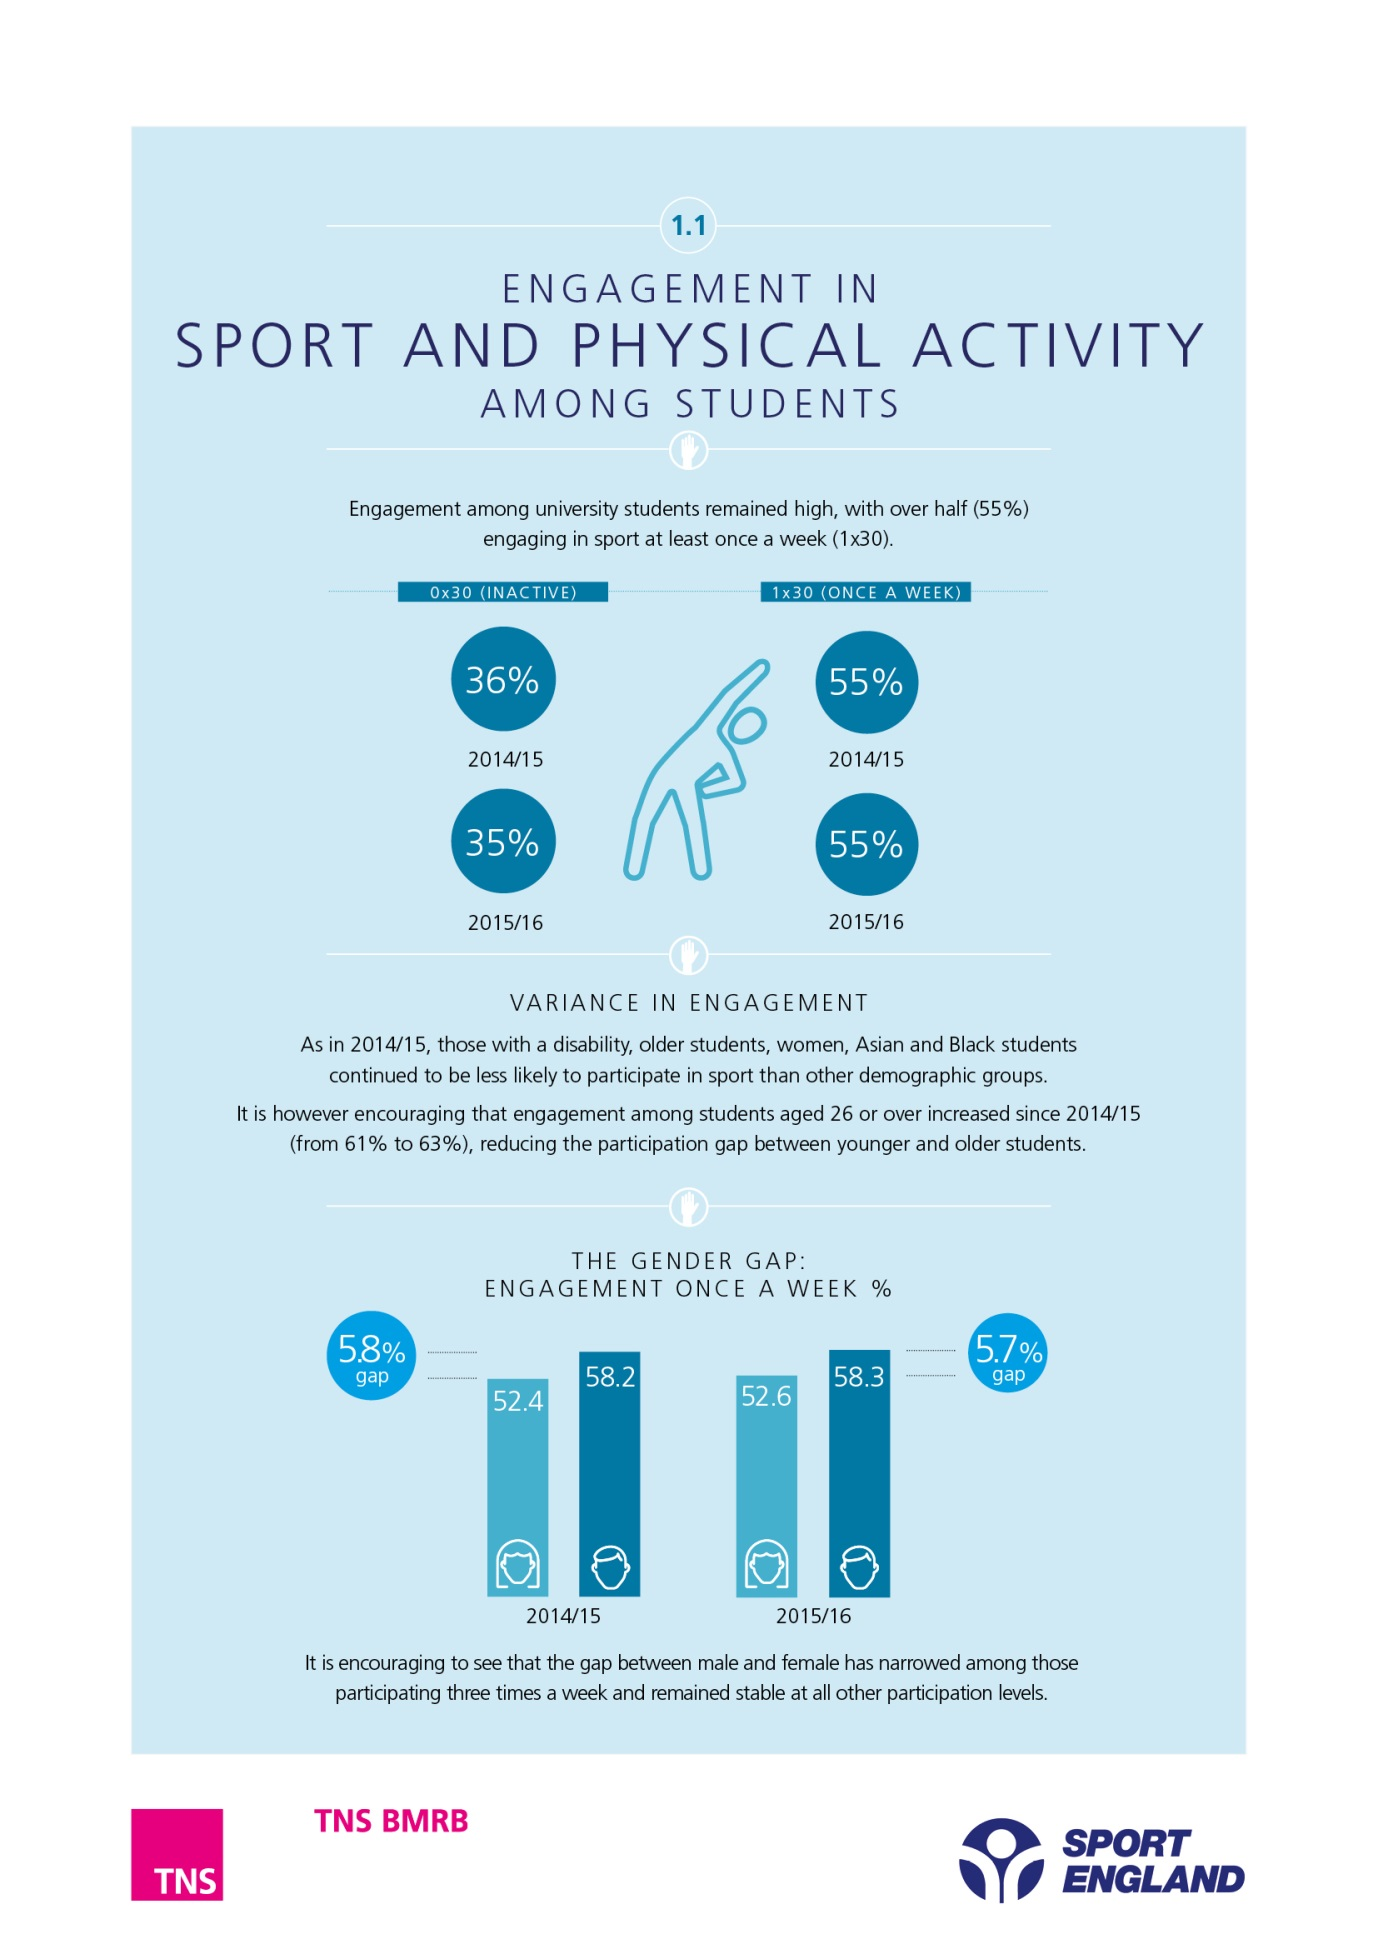 1.1
ENGAGEMENT IN
SPORT AND PHYSICAL ACTIVITY
AMONG STUDENTS
Engagement among university students remained high, with over half (55%)
engaging in sport at least once a week (1x30).
0x30 (INACTIVE)
1x30 (ONCE A WEEK)
36%
55%
2014/15
2014/15
35%
55%
2015/16
2015/16
VARIANCE IN ENGAGEMENT
As in 2014/15, those with a disability, older students, women, Asian and Black students
continued to be less likely to participate in sport than other demographic groups.
It is however encouraging that engagement among students aged 26 or over increased since 2014/15
(from 61% to 63%), reducing the participation gap between younger and older students.
THE GENDER GAP:
ENGAGEMENT ONCE A WEEK %
5.8%
gap
52.4
58.2
52.6
58.3
5.7%
gap
2014/15
2015/16
It is encouraging to see that the gap between male and female has narrowed among those
participating three times a week and remained stable at all other participation levels.
TNS
TNS BMRB
SPORT
ENGLAND